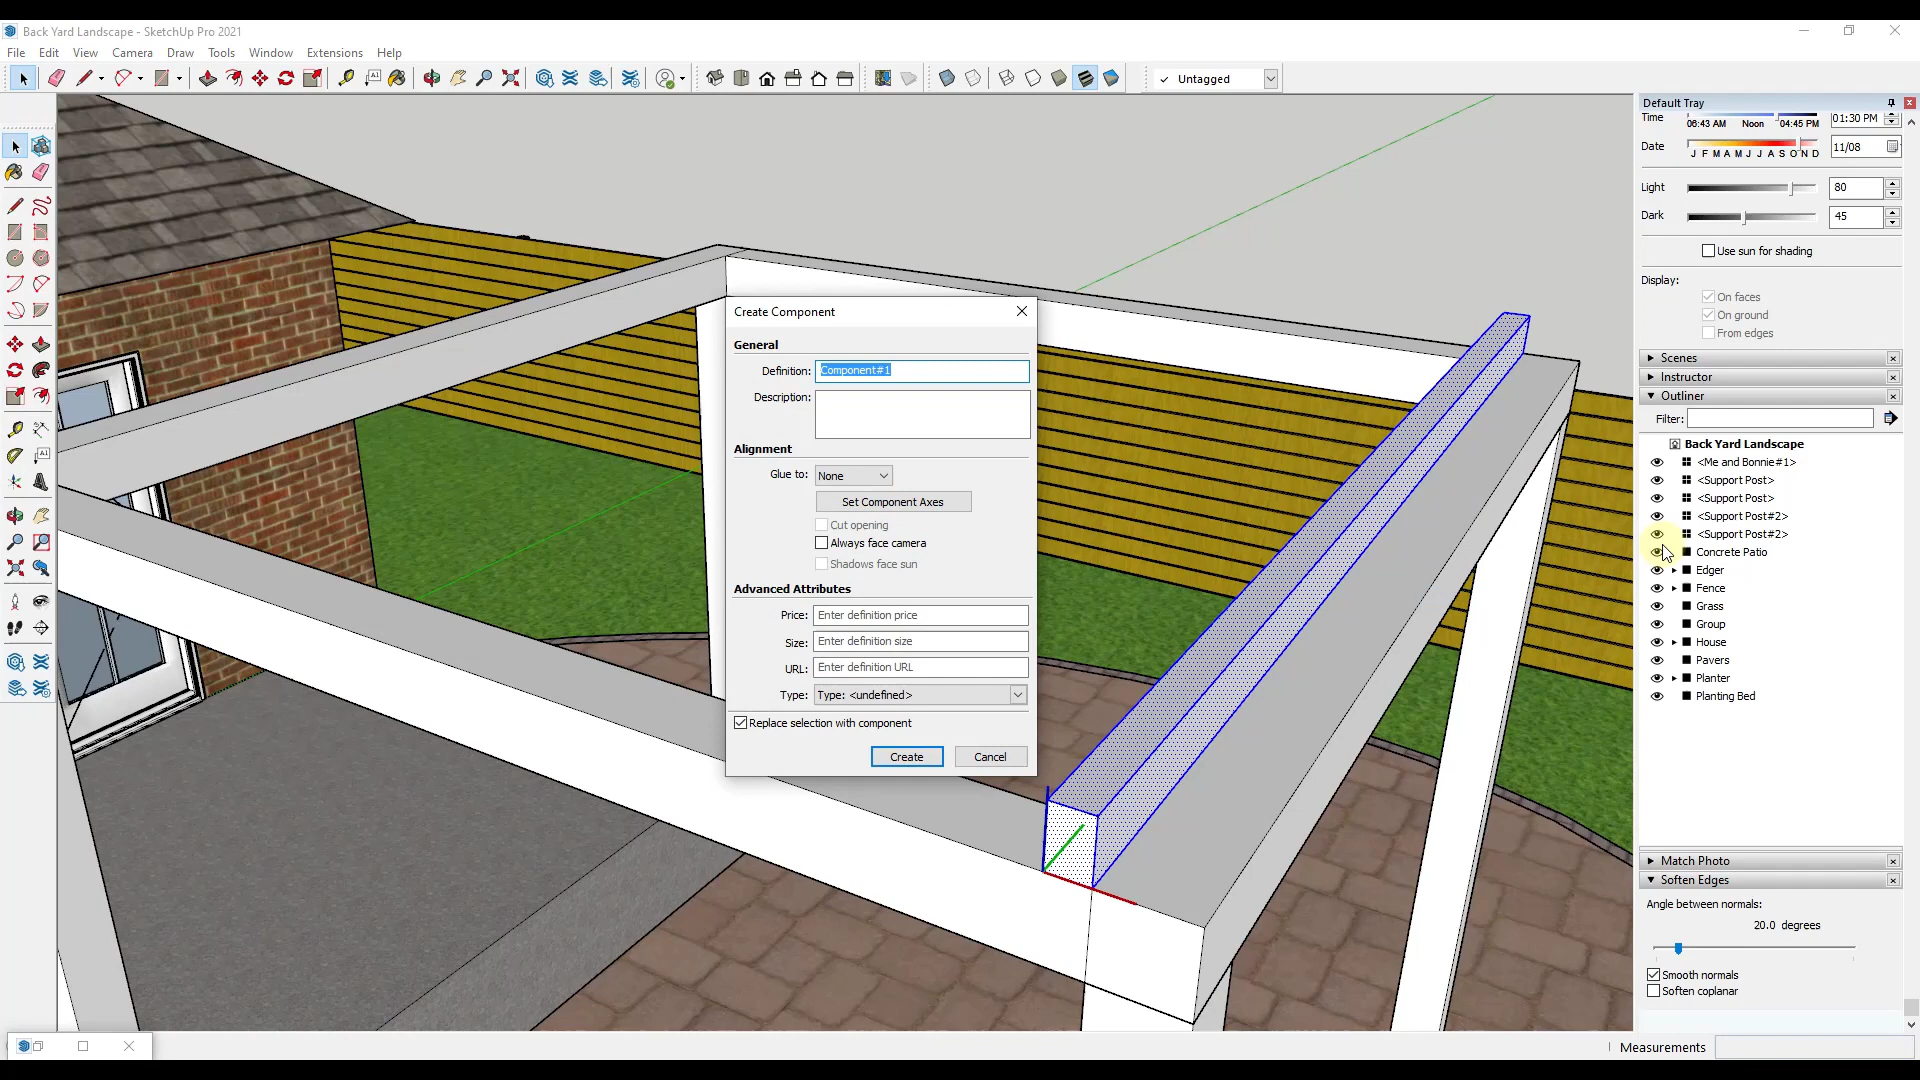 Back Yard Landscape - SketchUp Pro 2021
File Edit View Camera Draw Tools Window Extensions Help
Untagged
Default Tray
Time
06:43 AM Noon 04:45 PM
01:30 PM
Date
J F M A M J J A S O N D
11/08
Light
80
Dark
45
Use sun for shading
Display:
On faces
On ground
From edges
Scenes
Instructor
Outliner
Filter:
Back Yard Landscape
<Me and Bonnie#1>
<Support Post>
<Support Post>
<Support Post#2>
<Support Post#2>
Concrete Patio
Edger
Fence
Grass
Group
House
Pavers
Planter
Planting Bed
Match Photo
Soften Edges
Angle between normals:
20.0 degrees
Smooth normals
Soften coplanar
Create Component
General
Definition: Component#1
Description:
Alignment
Glue to: None
Set Component Axes
Cut opening
Always face camera
Shadows face sun
Advanced Attributes
Price: Enter definition price
Size: Enter definition size
URL: Enter definition URL
Type: Type: <undefined>
Replace selection with component
Create Cancel
Measurements